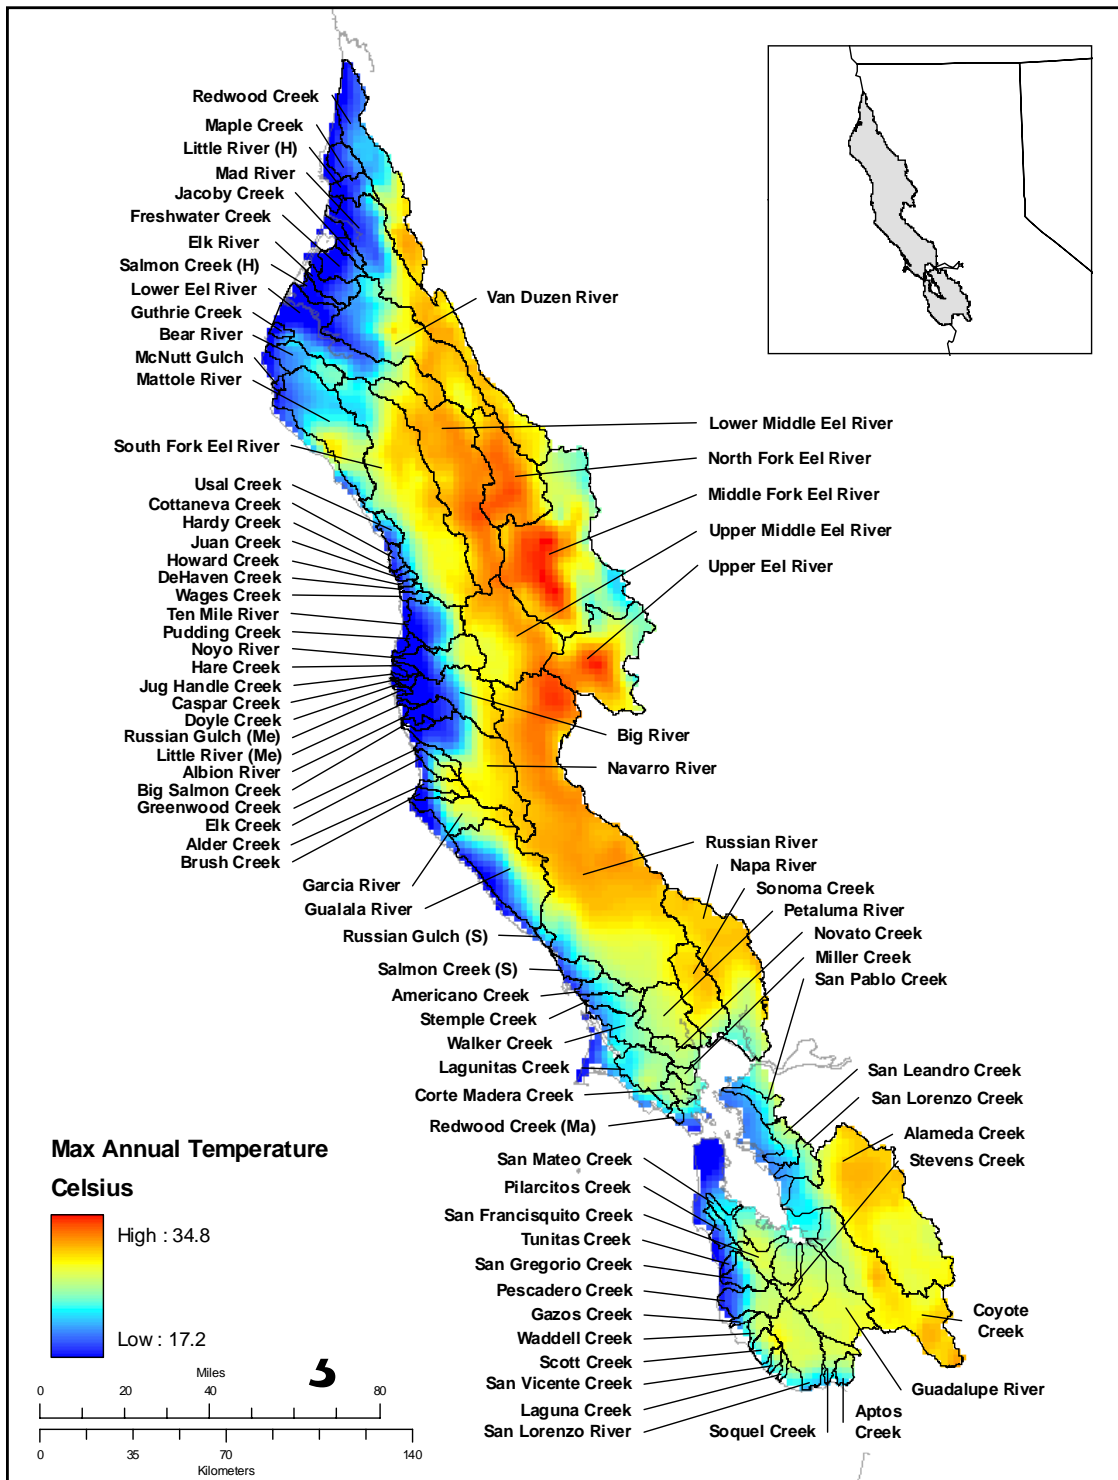 Redwood Creek
Maple Creek
Little River (H)
Mad River
Jacoby Creek
Freshwater Creek
Elk River
Salmon Creek (H)
Lower Eel River
Guthrie Creek
Bear River
McNutt Gulch
Mattole River
Van Duzen River
South Fork Eel River
Lower Middle Eel River
North Fork Eel River
Middle Fork Eel River
Upper Middle Eel River
Upper Eel River
Usal Creek
Cottaneva Creek
Hardy Creek
Juan Creek
Howard Creek
DeHaven Creek
Wages Creek
Ten Mile River
Pudding Creek
Noyo River
Hare Creek
Jug Handle Creek
Caspar Creek
Doyle Creek
Russian Gulch (Me)
Little River (Me)
Albion River
Big Salmon Creek
Greenwood Creek
Elk Creek
Alder Creek
Brush Creek
Big River
Navarro River
Garcia River
Gualala River
Russian River
Napa River
Sonoma Creek
Petaluma River
Novato Creek
Miller Creek
San Pablo Creek
Russian Gulch (S)
Salmon Creek (S)
Americano Creek
Stemple Creek
Walker Creek
Lagunitas Creek
Corte Madera Creek
Redwood Creek (Ma)
San Leandro Creek
San Lorenzo Creek
Alameda Creek
Stevens Creek
San Mateo Creek
Pilarcitos Creek
San Francisquito Creek
Tunitas Creek
San Gregorio Creek
Pescadero Creek
Gazos Creek
Waddell Creek
Scott Creek
San Vicente Creek
Laguna Creek
San Lorenzo River
Soquel Creek
Aptos
Creek
Guadalupe River
Coyote
Creek
Max Annual Temperature
Celsius
High : 34.8
Low : 17.2
Miles
0 20 40 80
0 35 70 140
Kilometers